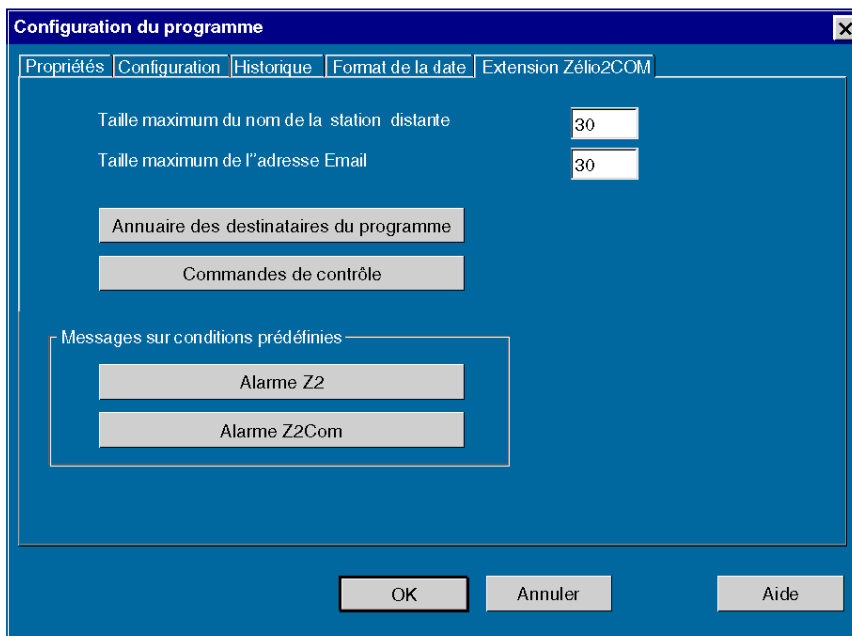 Configuration du programme
Propriétés Configuration Historique Format de la date Extension Zélio2COM
Taille maximum du nom de la station distante 30
Taille maximum de l''adresse Email 30
Annuaire des destinataires du programme
Commandes de contrôle
Messages sur conditions prédéfinies
Alarme Z2
Alarme Z2Com
OK Annuler Aide